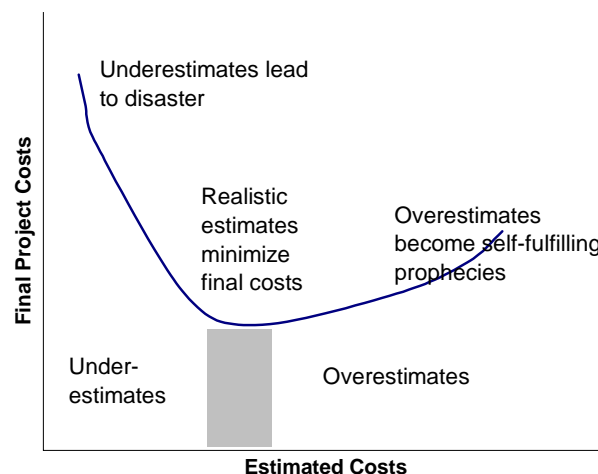 Underestimates lead
to disaster
Realistic
estimates
minimize
final costs
Overestimates
become self-fulfilling
prophecies
Final Project Costs
Under-
estimates
Overestimates
Estimated Costs